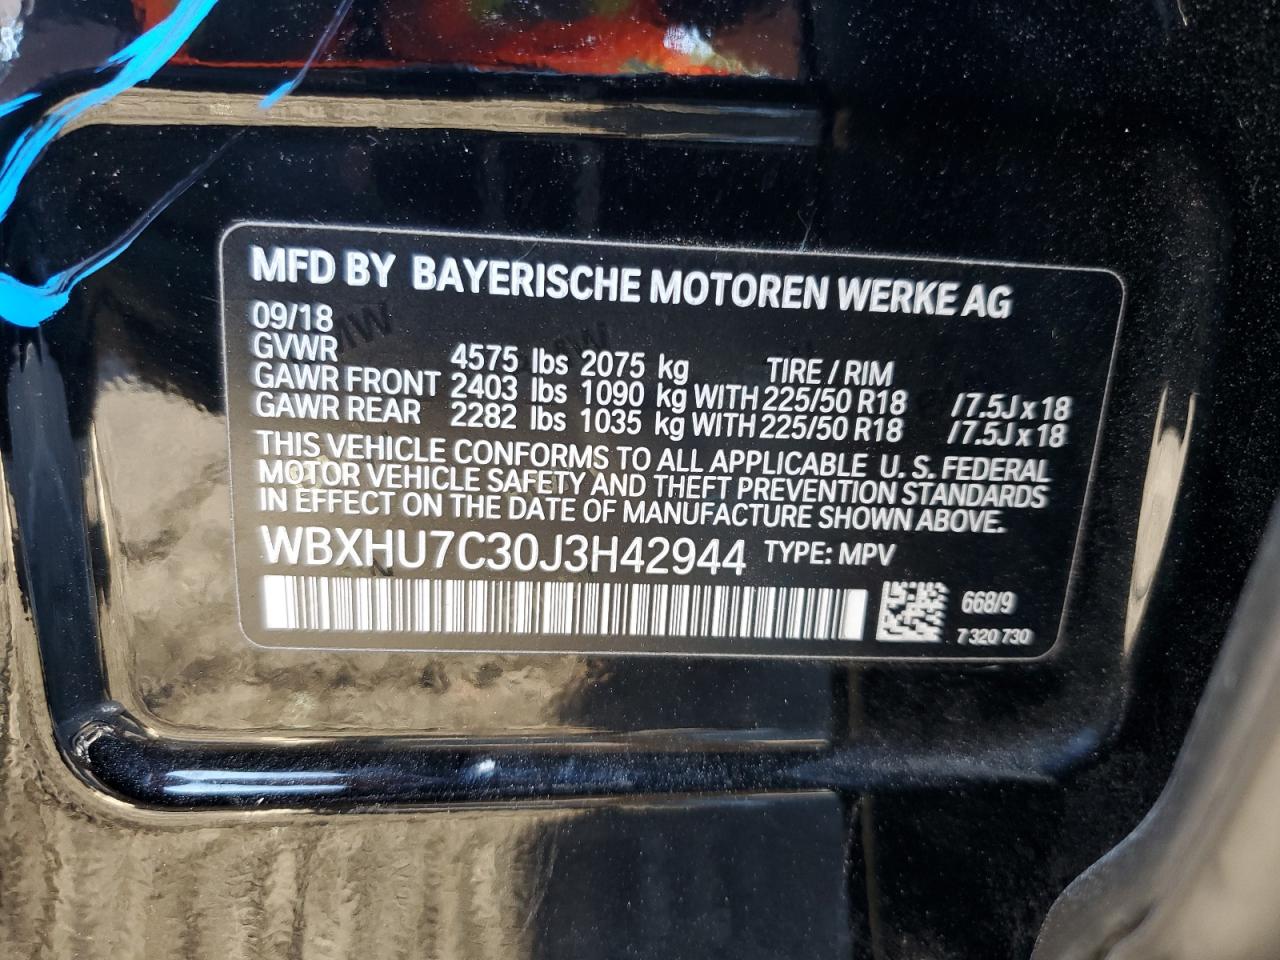 MFD BY BAYERISCHE MOTOREN WERKE AG
09/18
GVWR 4575 lbs 2075 kg TIRE / RIM
GAWR FRONT 2403 lbs 1090 kg WITH 225/50 R18 /7.5J x 18
GAWR REAR 2282 lbs 1035 kg WITH 225/50 R18 /7.5J x 18
THIS VEHICLE CONFORMS TO ALL APPLICABLE U. S. FEDERAL
MOTOR VEHICLE SAFETY AND THEFT PREVENTION STANDARDS
IN EFFECT ON THE DATE OF MANUFACTURE SHOWN ABOVE.
WBXHU7C30J3H42944 TYPE: MPV
668/9
7 320 730